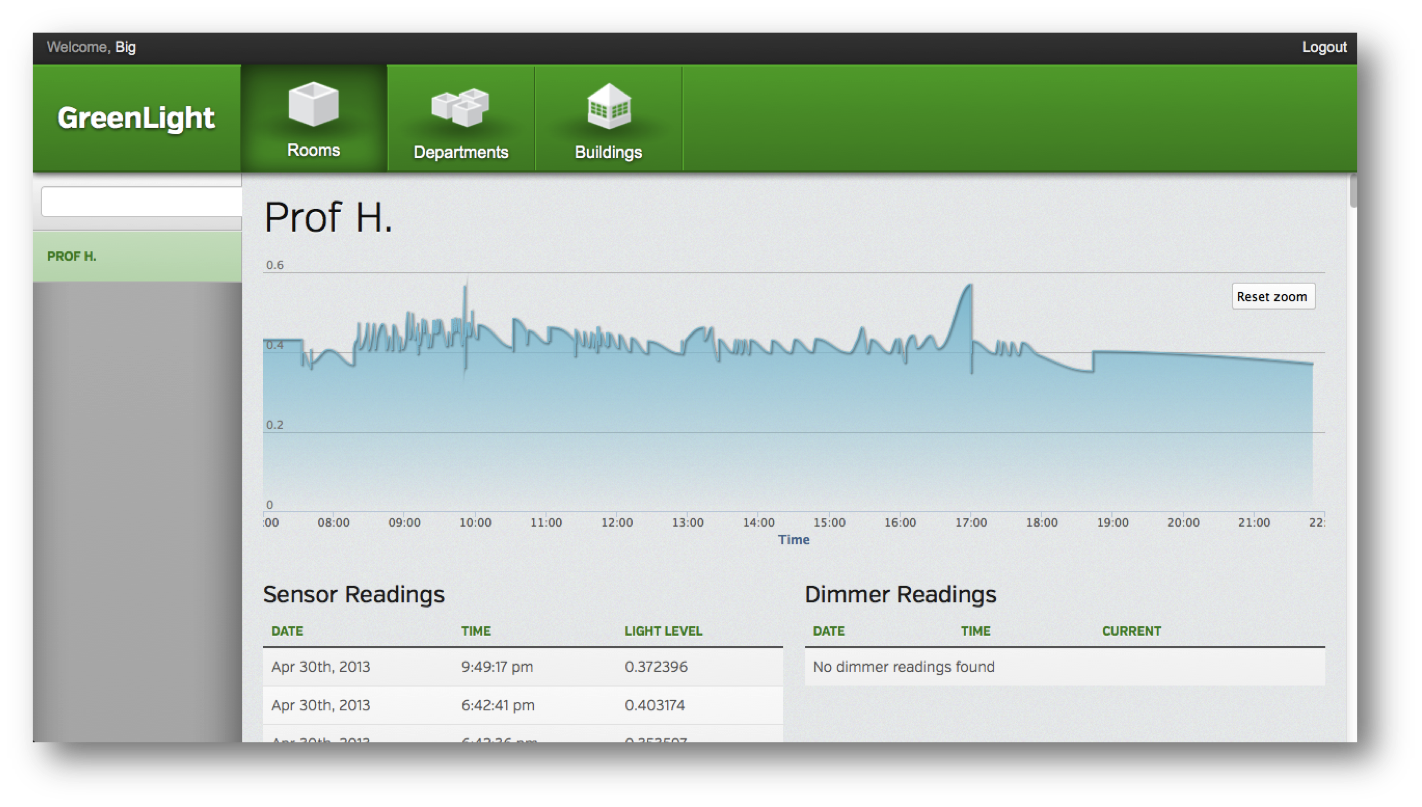 Welcome, Big
Logout
GreenLight
Rooms
Departments
Buildings
PROF H.
Prof H.
0.6
Reset zoom
0.4
0.2
0
:00 08:00 09:00 10:00 11:00 12:00 13:00 14:00 15:00 16:00 17:00 18:00 19:00 20:00 21:00 22:
Time
Sensor Readings
DATE TIME LIGHT LEVEL
Apr 30th, 2013 9:49:17 pm 0.372396
Apr 30th, 2013 6:42:41 pm 0.403174
Apr 30th, 2013
Dimmer Readings
DATE TIME CURRENT
No dimmer readings found